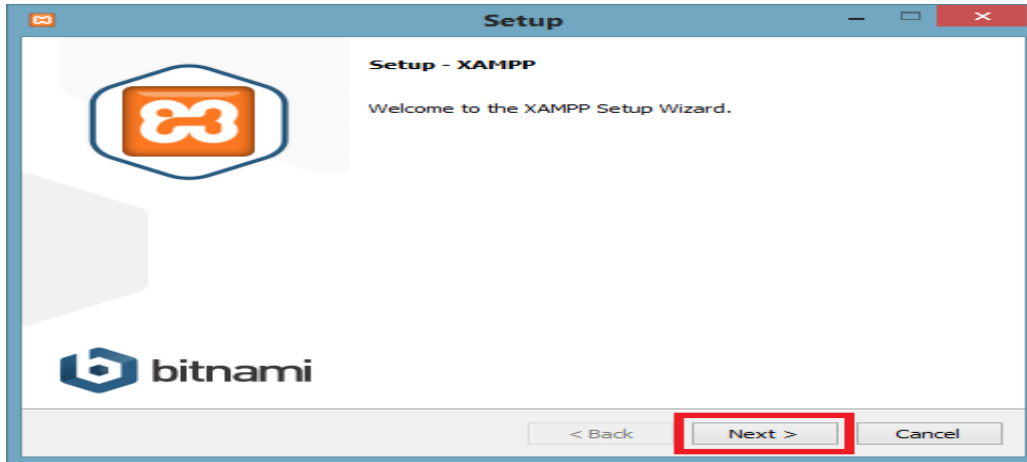 Setup
Setup - XAMPP
Welcome to the XAMPP Setup Wizard.
bitnami
< Back
Next >
Cancel